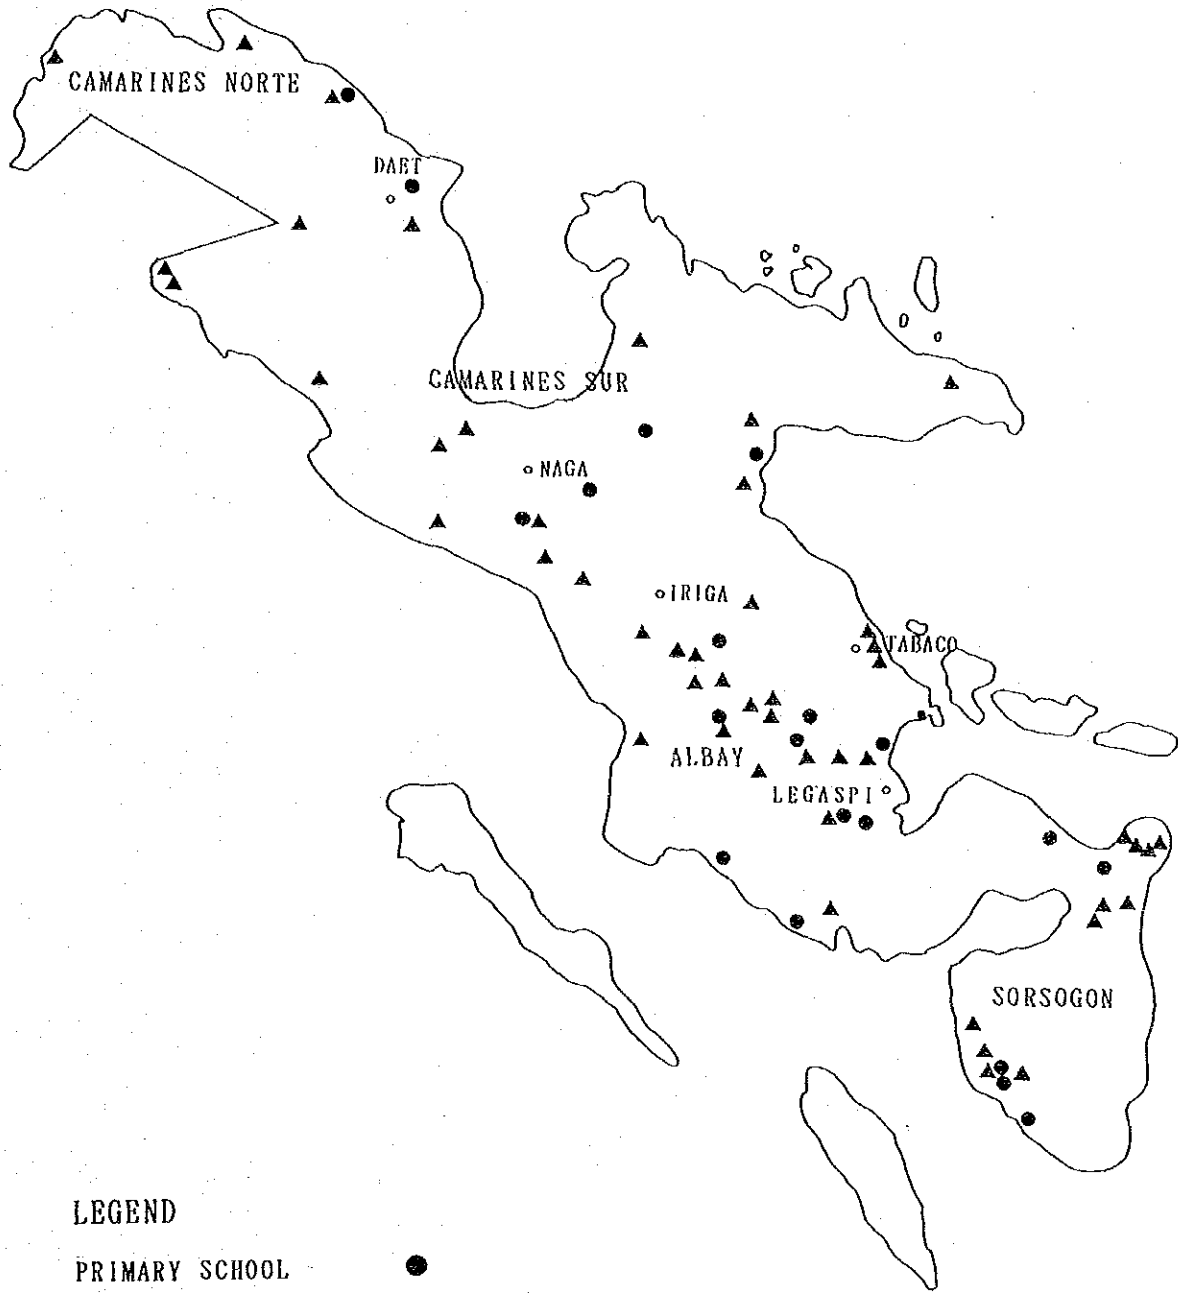 CAMARINES NORTE
DAET
CAMARINES SUR
NAGA
IRIGA
TABACO
ALBAY
LEGASPI
SORSOGON
LEGEND
PRIMARY SCHOOL